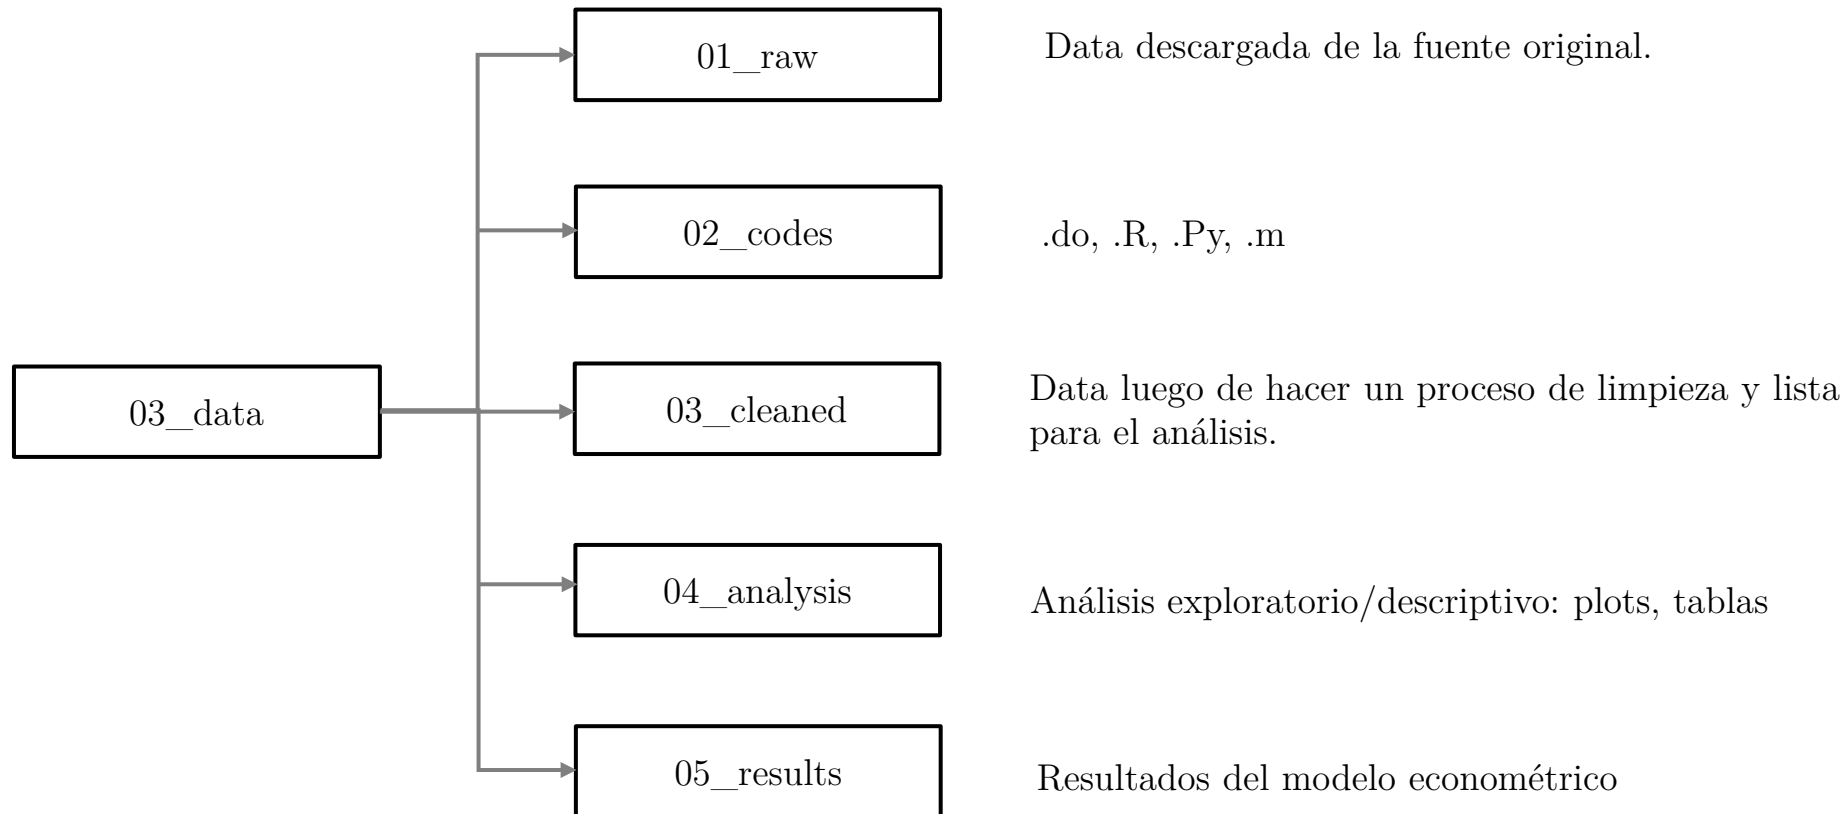 01_raw
Data descargada de la fuente original.
02_codes
.do, .R, .Py, .m
03_data
03_cleaned
Data luego de hacer un proceso de limpieza y lista
para el análisis.
04_analysis
Análisis exploratorio/descriptivo: plots, tablas
05_results
Resultados del modelo econométrico